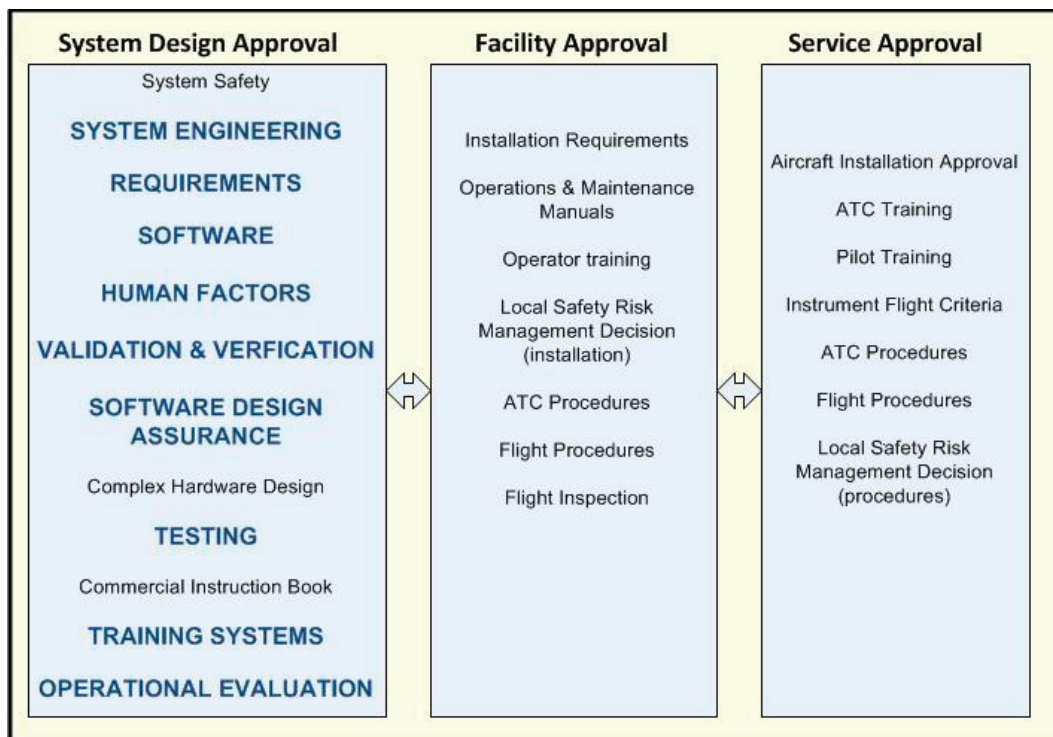 System Design Approval
System Safety
SYSTEM ENGINEERING
REQUIREMENTS
SOFTWARE
HUMAN FACTORS
VALIDATION & VERFICATION
SOFTWARE DESIGN
ASSURANCE
Complex Hardware Design
TESTING
Commercial Instruction Book
TRAINING SYSTEMS
OPERATIONAL EVALUATION
Facility Approval
Installation Requirements
Operations & Maintenance
Manuals
Operator training
Local Safety Risk
Management Decision
(installation)
ATC Procedures
Flight Procedures
Flight Inspection
Service Approval
Aircraft Installation Approval
ATC Training
Pilot Training
Instrument Flight Criteria
ATC Procedures
Flight Procedures
Local Safety Risk
Management Decision
(procedures)